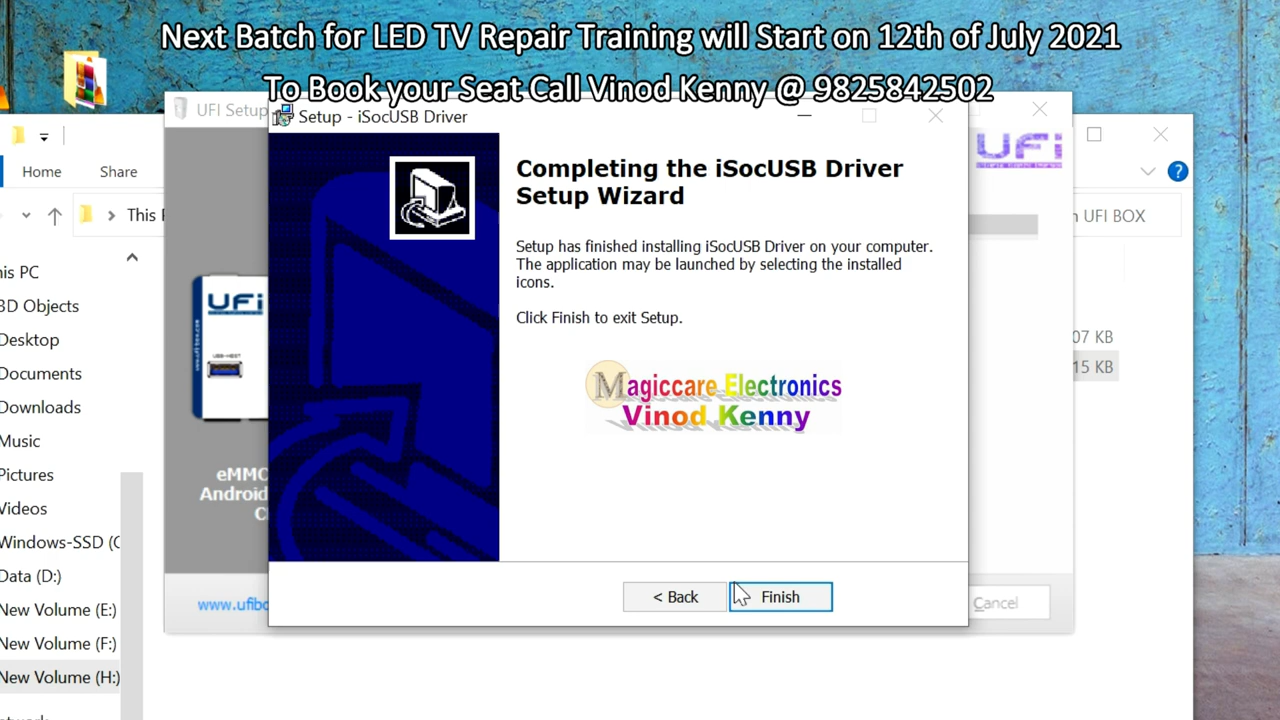 Next Batch for LED TV Repair Training will Start on 12th of July 2021
To Book your Seat Call Vinod Kenny @ 9825842502
UFI Setup
Setup - iSocUSB Driver
UFi
Home
Share
This
n UFI BOX
Completing the iSocUSB Driver
Setup Wizard
Setup has finished installing iSocUSB Driver on your computer.
The application may be launched by selecting the installed
icons.
Click Finish to exit Setup.
Magiccare Electronics
Vinod Kenny
his PC
3D Objects
Desktop
Documents
Downloads
Music
Pictures
Videos
Windows-SSD (C
Data (D:)
New Volume (E:)
New Volume (F:)
New Volume (H:)
UFi
USB-HOST
eMMC
Android
C
www.ufibo
07 KB
15 KB
< Back
Finish
Cancel